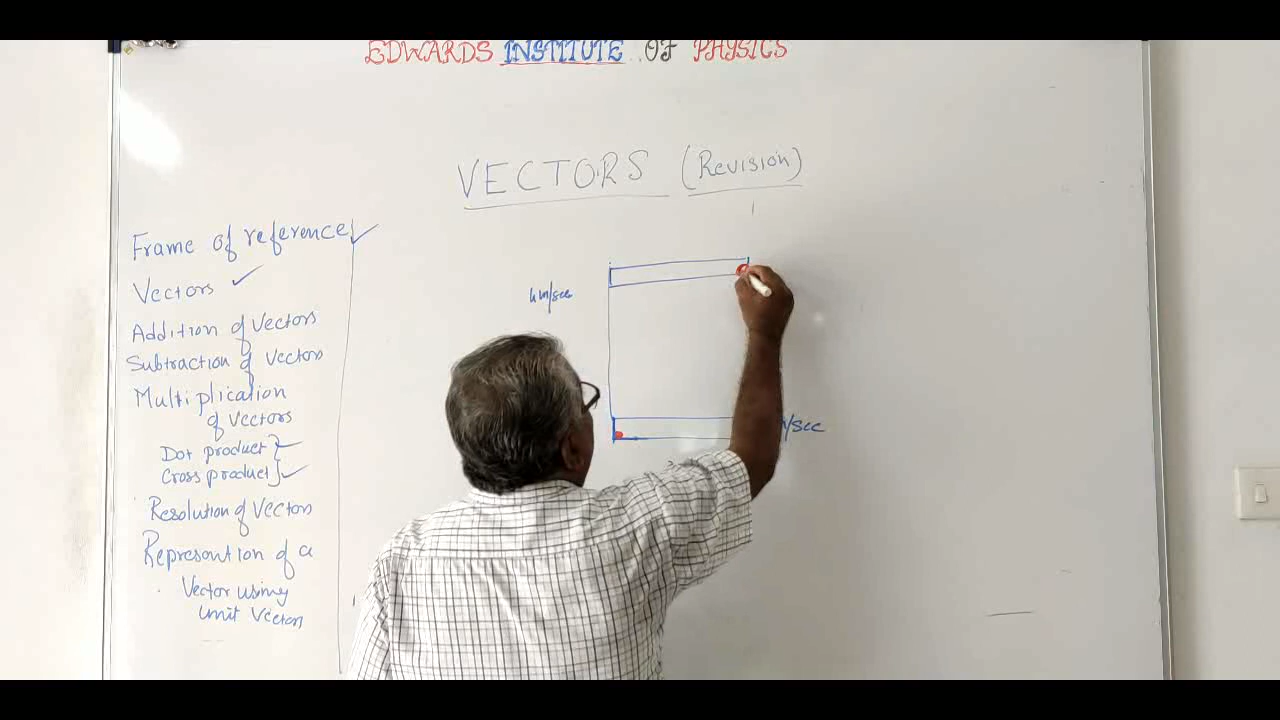 EDWARDS INSTITUTE OF PHYSICS
VECTORS (Revision)
Frame of reference
Vectors
Addition of Vectors
Subtraction of Vectors
Multiplication
of Vectors
Dot product
Cross product
Resolution of Vectors
Represontion of a
Vector using
unit Vector
m/sec
/sec